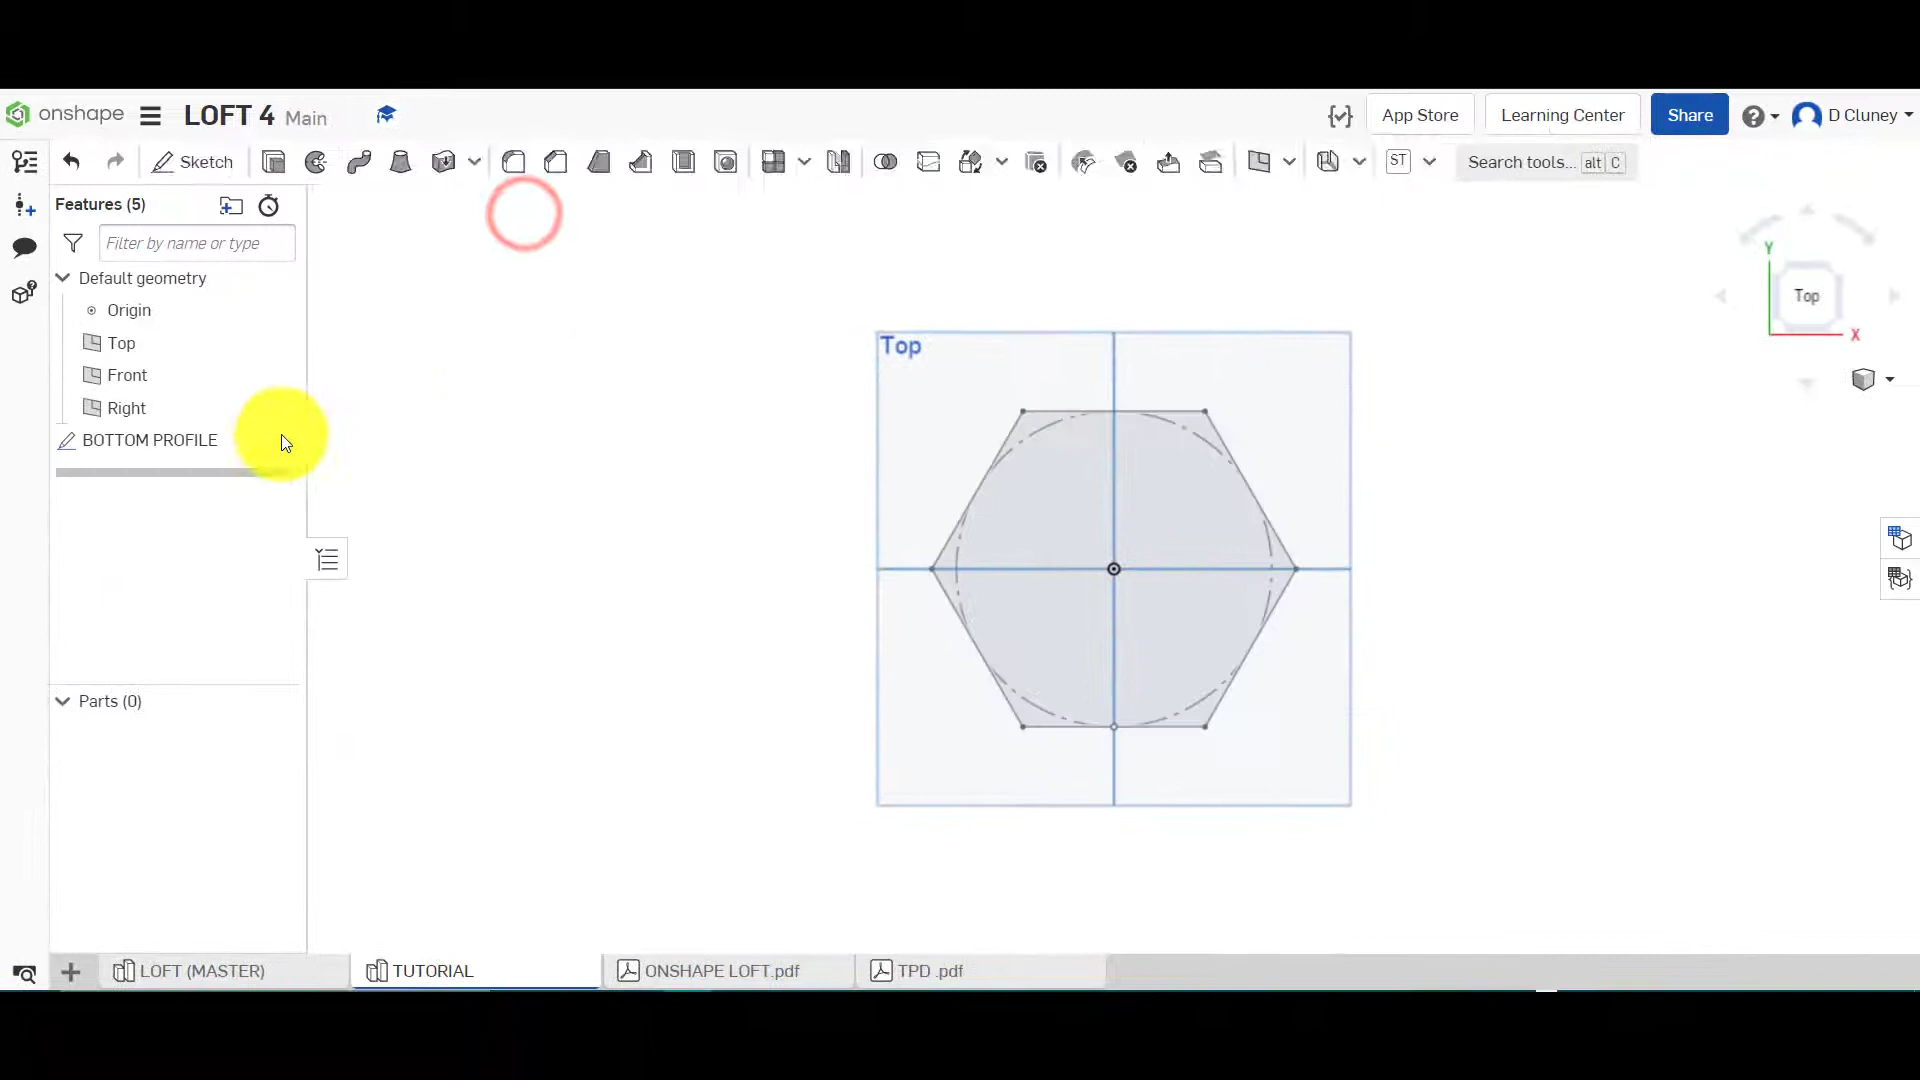 onshape
LOFT 4 Main
App Store
Learning Center
Share
D Cluney
Sketch
ST
Search tools... alt C
Features (5)
Filter by name or type
Default geometry
Origin
Top
Front
Right
BOTTOM PROFILE
Parts (0)
Top
Y
Top
X
LOFT (MASTER)
TUTORIAL
ONSHAPE LOFT.pdf
TPD .pdf